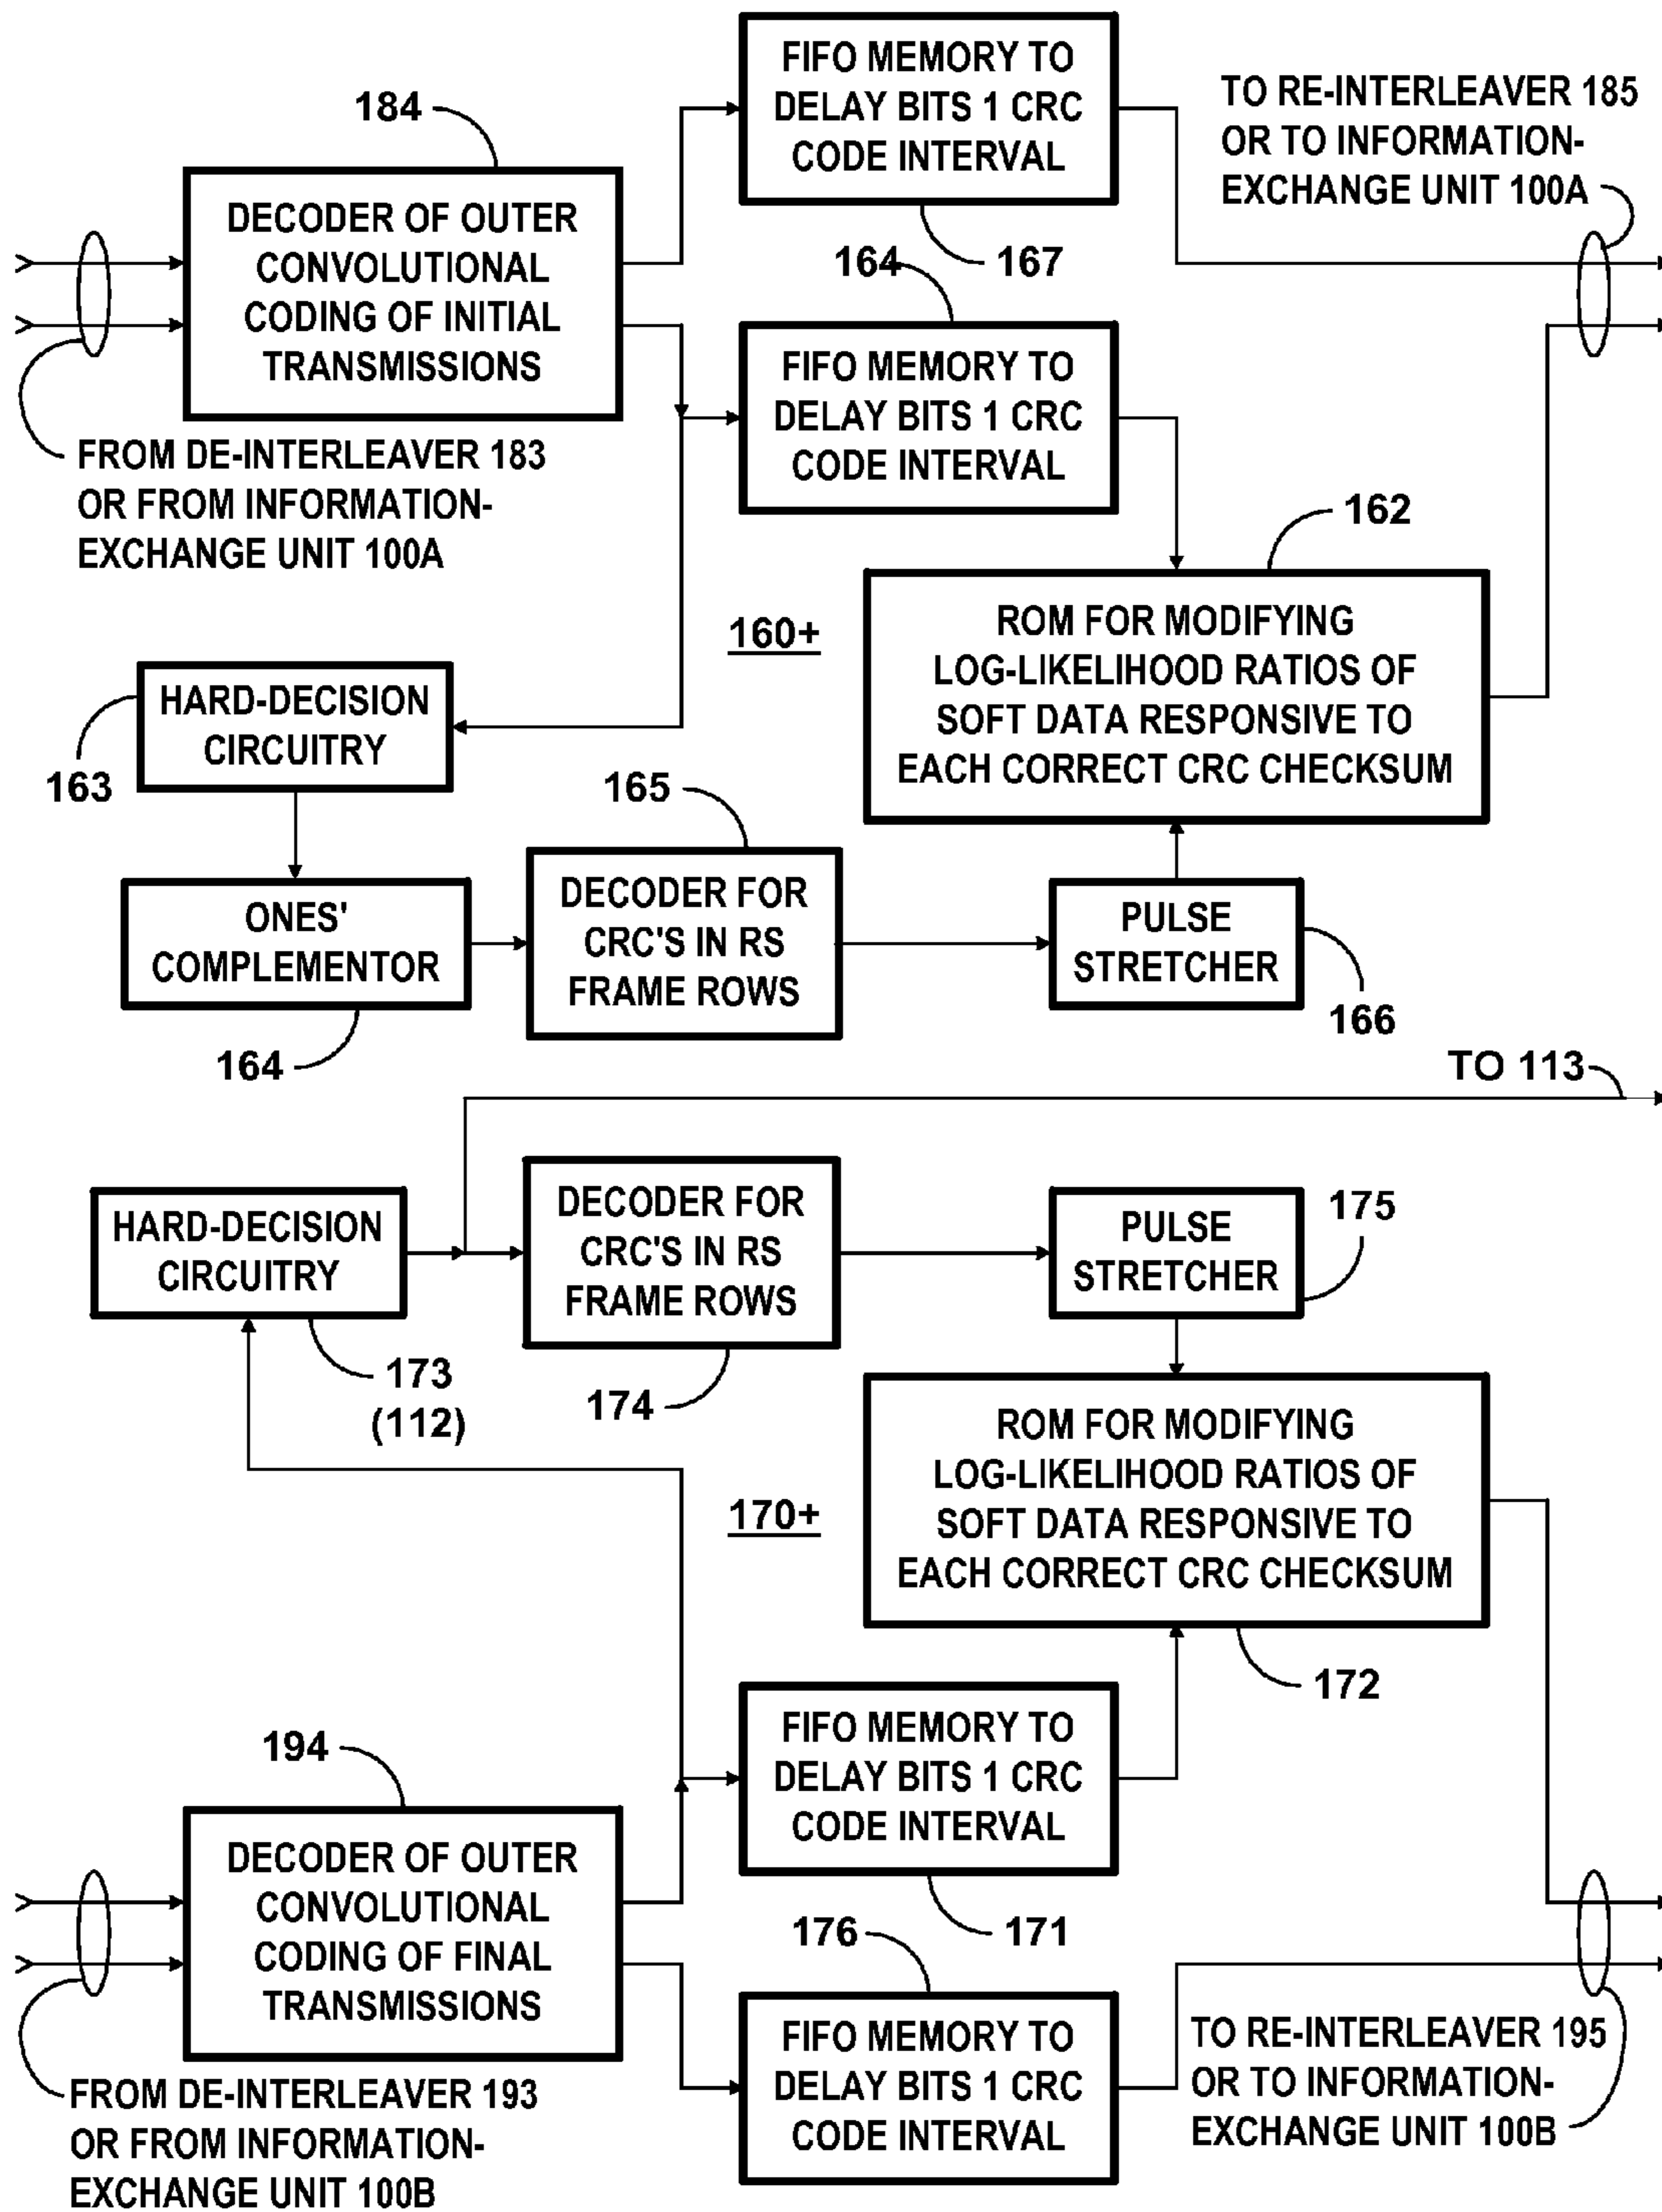 FIFO MEMORY TO
DELAY BITS 1 CRC
CODE INTERVAL
167
184
TO RE-INTERLEAVER 185
OR TO INFORMATION-
EXCHANGE UNIT 100A
DECODER OF OUTER
CONVOLUTIONAL
CODING OF INITIAL
TRANSMISSIONS
164
FIFO MEMORY TO
DELAY BITS 1 CRC
CODE INTERVAL
FROM DE-INTERLEAVER 183
OR FROM INFORMATION-
EXCHANGE UNIT 100A
162
160+
ROM FOR MODIFYING
LOG-LIKELIHOOD RATIOS OF
SOFT DATA RESPONSIVE TO
EACH CORRECT CRC CHECKSUM
HARD-DECISION
CIRCUITRY
163
165
ONES'
COMPLEMENTOR
164
DECODER FOR
CRC'S IN RS
FRAME ROWS
PULSE
STRETCHER
166
TO 113
HARD-DECISION
CIRCUITRY
173
(112)
DECODER FOR
CRC'S IN RS
FRAME ROWS
174
PULSE
STRETCHER
175
170+
ROM FOR MODIFYING
LOG-LIKELIHOOD RATIOS OF
SOFT DATA RESPONSIVE TO
EACH CORRECT CRC CHECKSUM
172
194
FIFO MEMORY TO
DELAY BITS 1 CRC
CODE INTERVAL
171
DECODER OF OUTER
CONVOLUTIONAL
CODING OF FINAL
TRANSMISSIONS
176
FIFO MEMORY TO
DELAY BITS 1 CRC
CODE INTERVAL
TO RE-INTERLEAVER 195
OR TO INFORMATION-
EXCHANGE UNIT 100B
FROM DE-INTERLEAVER 193
OR FROM INFORMATION-
EXCHANGE UNIT 100B